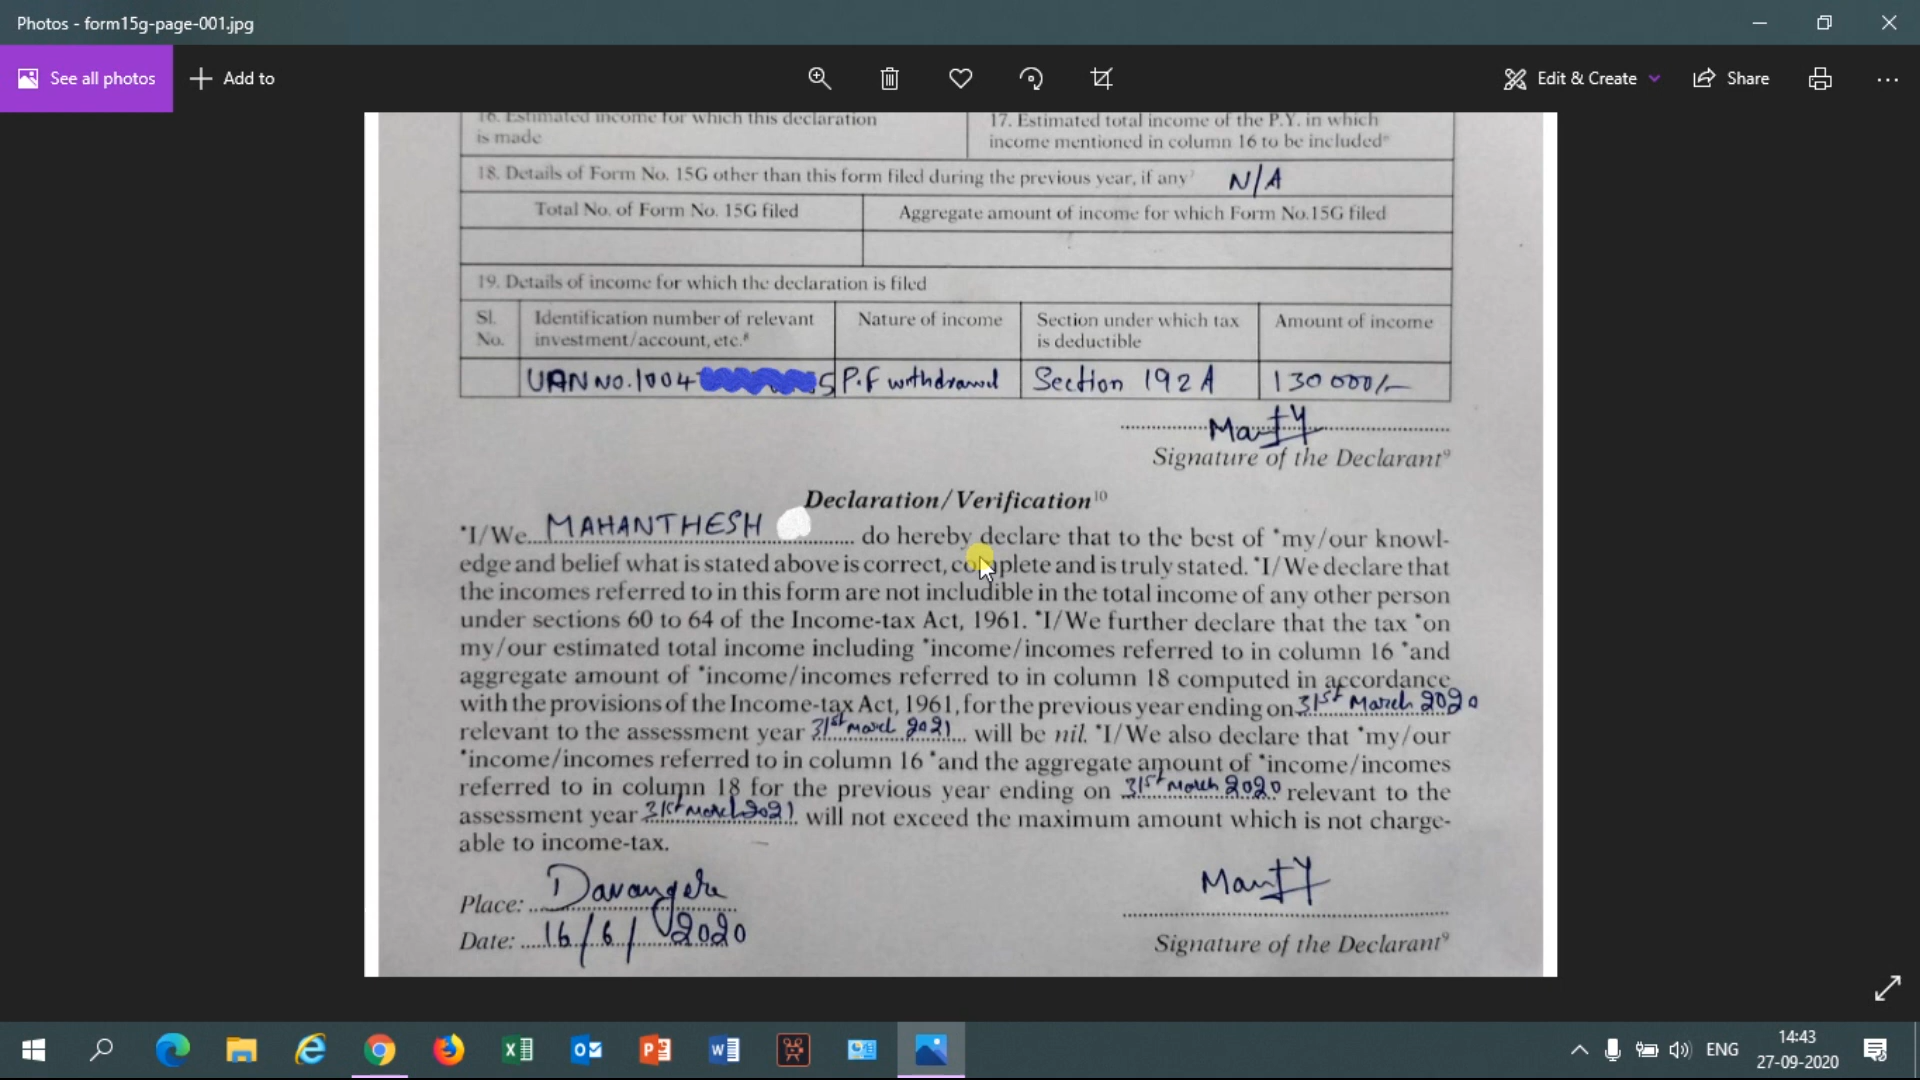 Photos - form15g-page-001.jpg
See all photos
Add to
Edit & Create
Share
16. Estimated income for which this declaration is made
17. Estimated total income of the P.Y. in which income mentioned in column 16 to be included
18. Details of Form No. 15G other than this form filed during the previous year, if any⁷ N/A
Total No. of Form No. 15G filed
Aggregate amount of income for which Form No.15G filed
19. Details of income for which the declaration is filed
Sl. No.
Identification number of relevant investment/account, etc.⁸
Nature of income
Section under which tax is deductible
Amount of income
UAN NO. 1004 5
P.F withdrawl
Section 192A
130000/-
Signature of the Declarant⁹
Declaration/Verification¹⁰
*I/We MAHANTHESH do hereby declare that to the best of *my/our knowl-
edge and belief what is stated above is correct, complete and is truly stated. *I/We declare that
the incomes referred to in this form are not includible in the total income of any other person
under sections 60 to 64 of the Income-tax Act, 1961. *I/We further declare that the tax *on
my/our estimated total income including *income/incomes referred to in column 16 *and
aggregate amount of *income/incomes referred to in column 18 computed in accordance
with the provisions of the Income-tax Act, 1961, for the previous year ending on 31st March 2020
relevant to the assessment year 31st march 2021 will be nil. *I/We also declare that *my/our
*income/incomes referred to in column 16 *and the aggregate amount of *income/incomes
referred to in column 18 for the previous year ending on 31st march 2020 relevant to the
assessment year 31st march 2021 will not exceed the maximum amount which is not charge-
able to income-tax.
Place: Davangere
Date: 16/6/2020
Signature of the Declarant⁹
ENG
14:43
27-09-2020